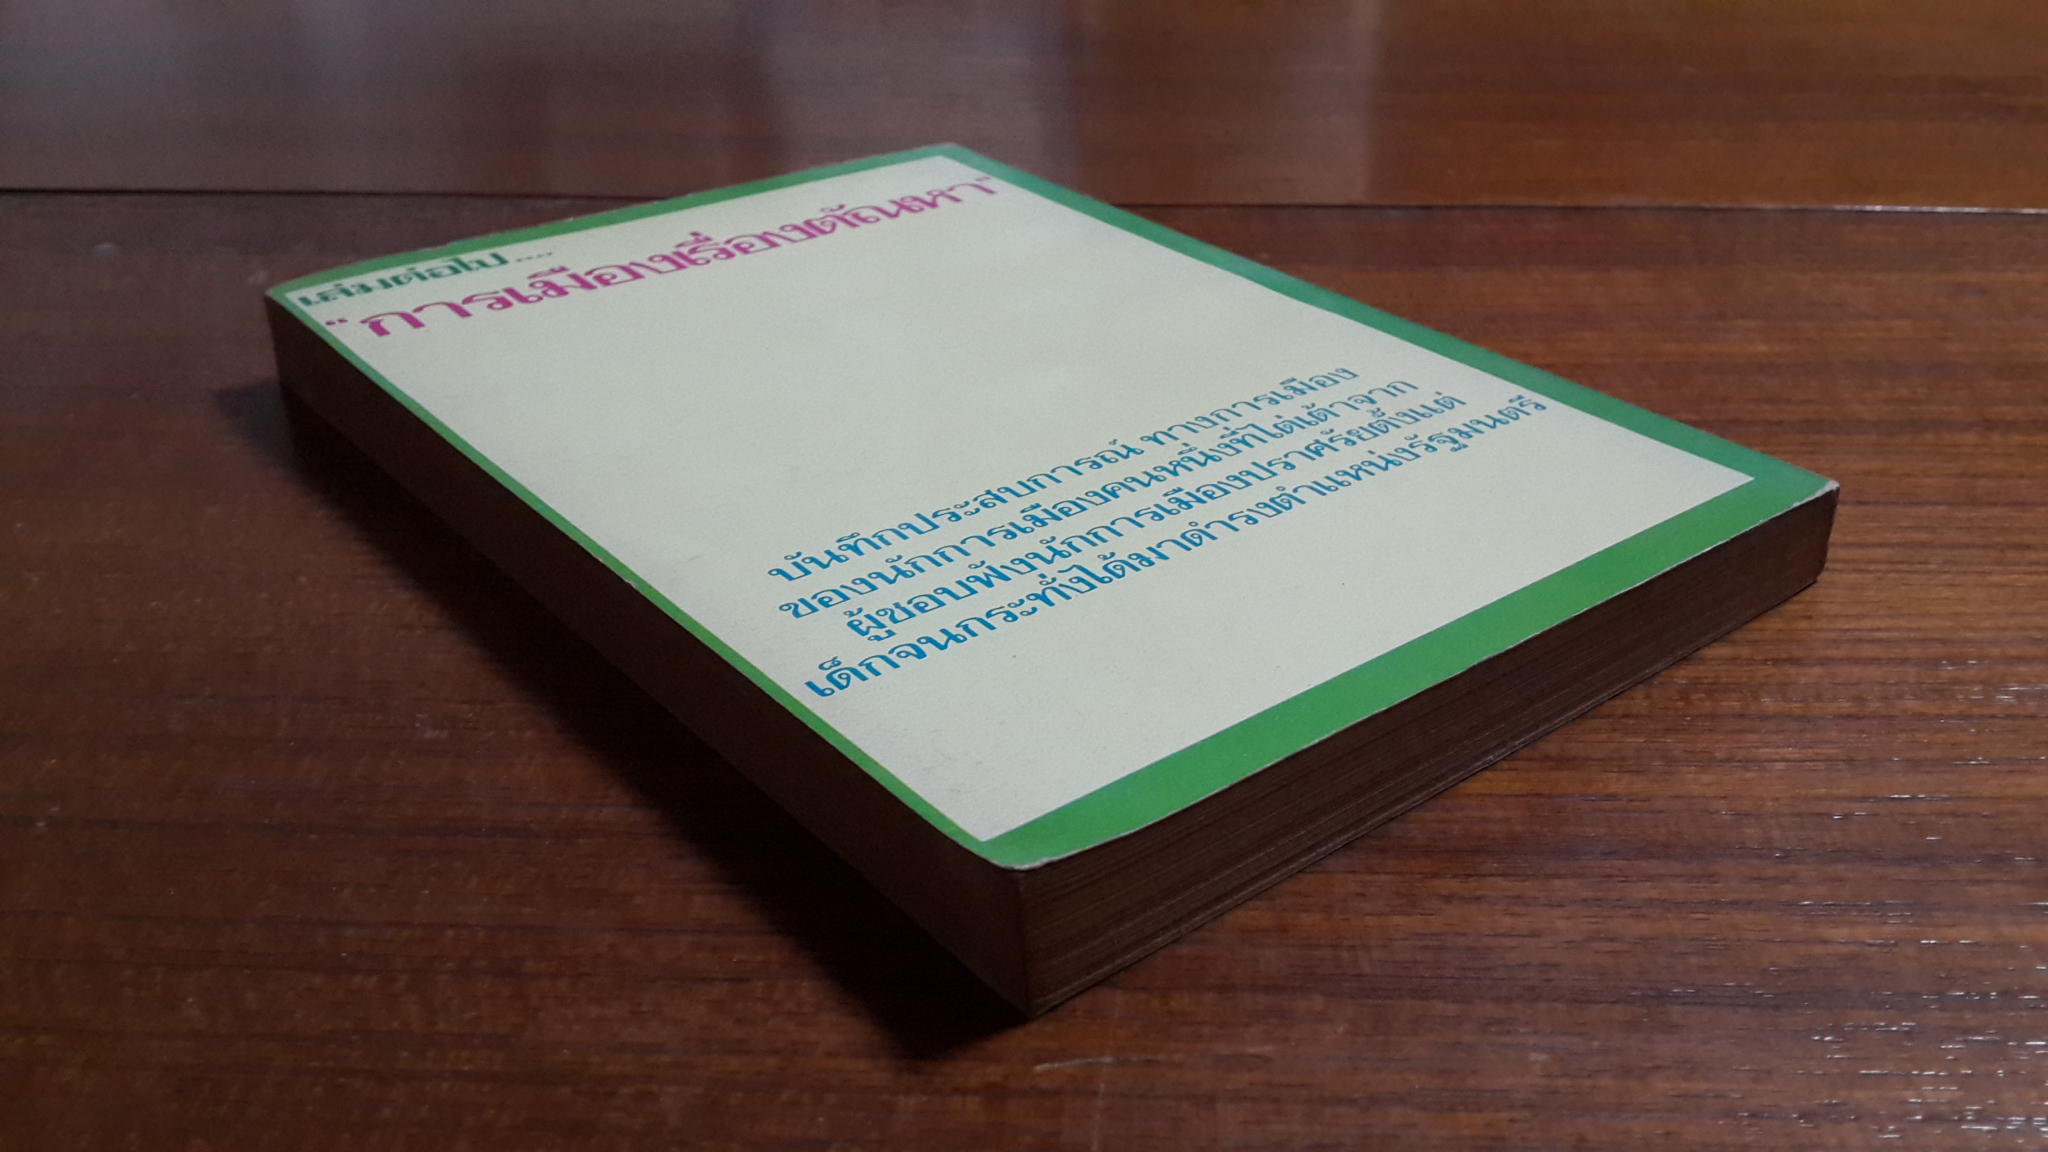 เล่มต่อไป.....
"การเมืองเรื่องตัณหา"
บันทึกประสบการณ์ ทางการเมือง
ของนักการเมืองคนหนึ่งที่ไต่เต้าจาก
ผู้ชอบฟังนักการเมืองปราศรัยตั้งแต่
เด็กจนกระทั่งได้มาดำรงตำแหน่งรัฐมนตรี